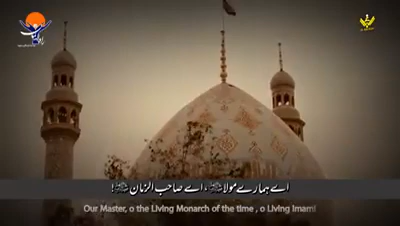 اے ہمارے مولاؑ، اے صاحب الزمانؑ!
Our Master, o the Living Monarch of the time , o Living Imam!